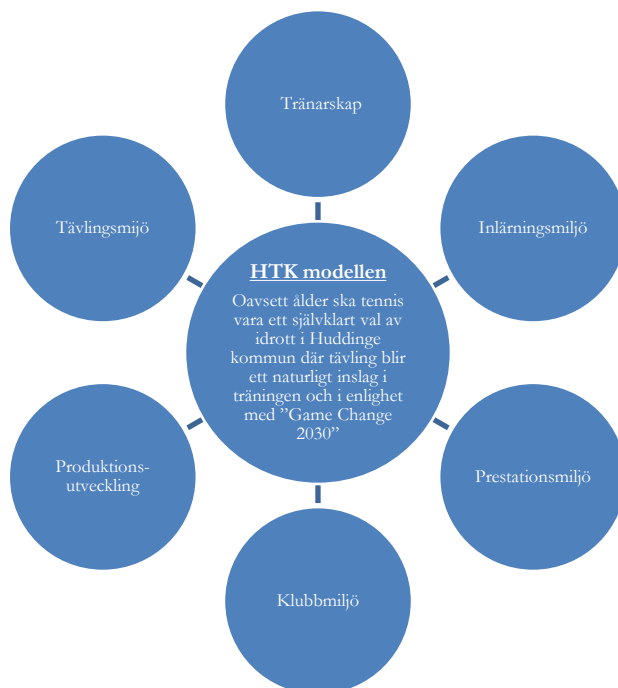 Tränarskap
Tävlingsmijö
Inlärningsmiljö
HTK modellen
Oavsett ålder ska tennis
vara ett självklart val av
idrott i Huddinge
kommun där tävling blir
ett naturligt inslag i
träningen och i enlighet
med ”Game Change
2030”
Produktions-
utveckling
Prestationsmiljö
Klubbmiljö